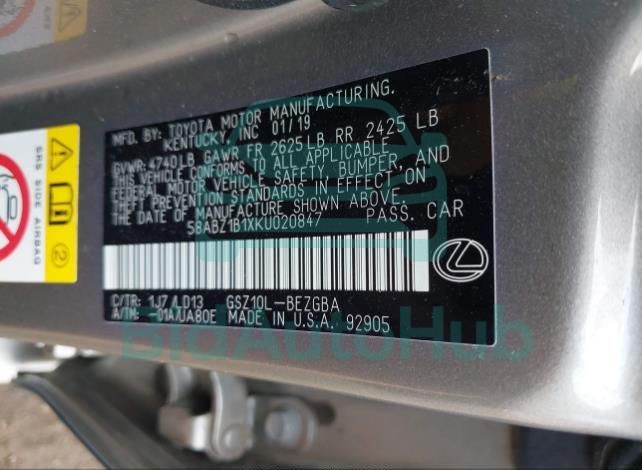 MFD. BY: TOYOTA MOTOR MANUFACTURING.
KENTUCKY, INC 01/19
GVWR: 4740LB GAWR FR 2625LB RR 2425 LB
THIS VEHICLE CONFORMS TO ALL APPLICABLE
FEDERAL MOTOR VEHICLE SAFETY, BUMPER, AND
THEFT PREVENTION STANDARDS IN EFFECT ON
THE DATE OF MANUFACTURE SHOWN ABOVE.
58ABZ1B1XKU020847 PASS. CAR
C/TR: 1J7/LD13 GSZ10L-BEZGBA
A/TM: -01A/UA80E MADE IN U.S.A. 92905
SRS SIDE AIRBAG
2
BidAutoHub